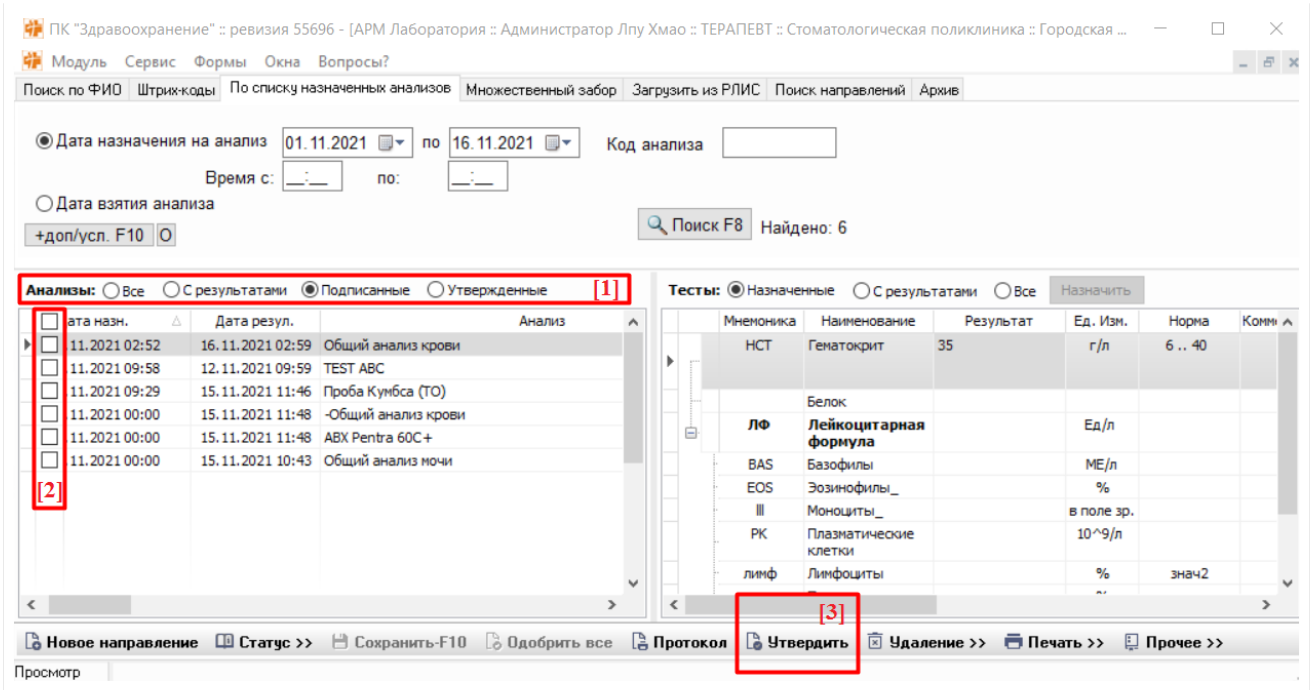 ПК "Здравоохранение" :: ревизия 55696 - [АРМ Лаборатория :: Администратор Лпу Хмао :: ТЕРАПЕВТ :: Стоматологическая поликлиника :: Городская ...
Модуль Сервис Формы Окна Вопросы?
Поиск по ФИО Штрих-коды По списку назначенных анализов Множественный забор Загрузить из РЛИС Поиск направлений Архив
Дата назначения на анализ 01.11.2021 по 16.11.2021 Код анализа
Время с: __:__ по: __:__
Дата взятия анализа
+доп/усл. F10 О Поиск F8 Найдено: 6
Анализы: Все С результатами Подписанные Утвержденные [1] Тесты: Назначенные С результатами Все Назначить
ата назн. Дата резул. Анализ Мнемоника Наименование Результат Ед. Изм. Норма Комм
.11.2021 02:52 16.11.2021 02:59 Общий анализ крови HCT Гематокрит 35 г/л 6 .. 40
.11.2021 09:58 12.11.2021 09:59 TEST ABC
.11.2021 09:29 15.11.2021 11:46 Проба Кумбса (ТО)
.11.2021 00:00 15.11.2021 11:48 -Общий анализ крови Белок
.11.2021 00:00 15.11.2021 11:48 ABX Pentra 60C+ ЛФ Лейкоцитарная формула Ед/л
.11.2021 00:00 15.11.2021 10:43 Общий анализ мочи BAS Базофилы МЕ/л
[2] EOS Эозинофилы_ %
lll Моноциты_ в поле зр.
РК Плазматические клетки 10^9/л
лимф Лимфоциты % знач2
[3]
Новое направление Статус >> Сохранить-F10 Одобрить все Протокол Утвердить Удаление >> Печать >> Прочее >>
Просмотр